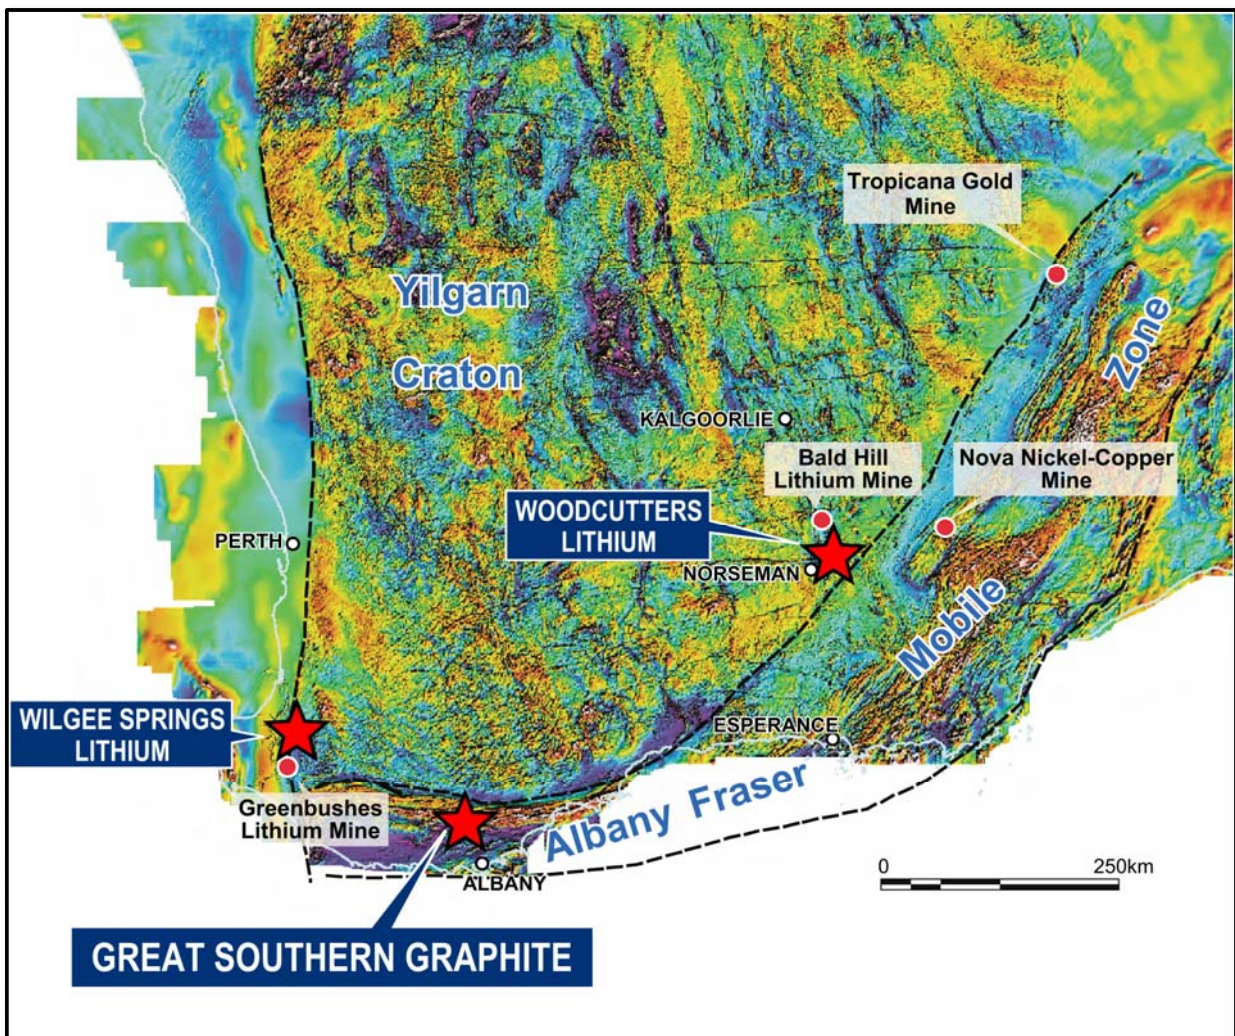 Tropicana Gold
Mine
Yilgarn
Craton
Zone
KALGOORLIE
Bald Hill
Lithium Mine
Nova Nickel-Copper
Mine
WOODCUTTERS
LITHIUM
PERTH
NORSEMAN
Mobile
WILGEE SPRINGS
LITHIUM
ESPERANCE
Greenbushes
Lithium Mine
Albany Fraser
ALBANY
0 250km
GREAT SOUTHERN GRAPHITE